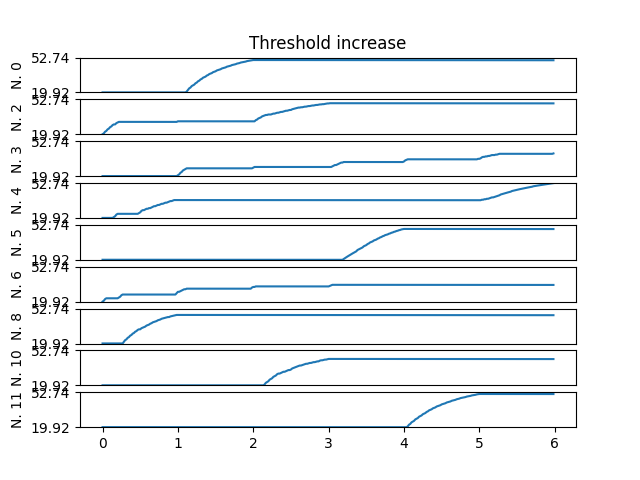 Threshold increase
52.74
N. 0
19.92
52.74
N. 2
19.92
52.74
N. 3
19.92
52.74
N. 4
19.92
52.74
N. 5
19.92
52.74
N. 6
19.92
52.74
N. 8
19.92
52.74
N. 10
19.92
52.74
N. 11
19.92
0 1 2 3 4 5 6